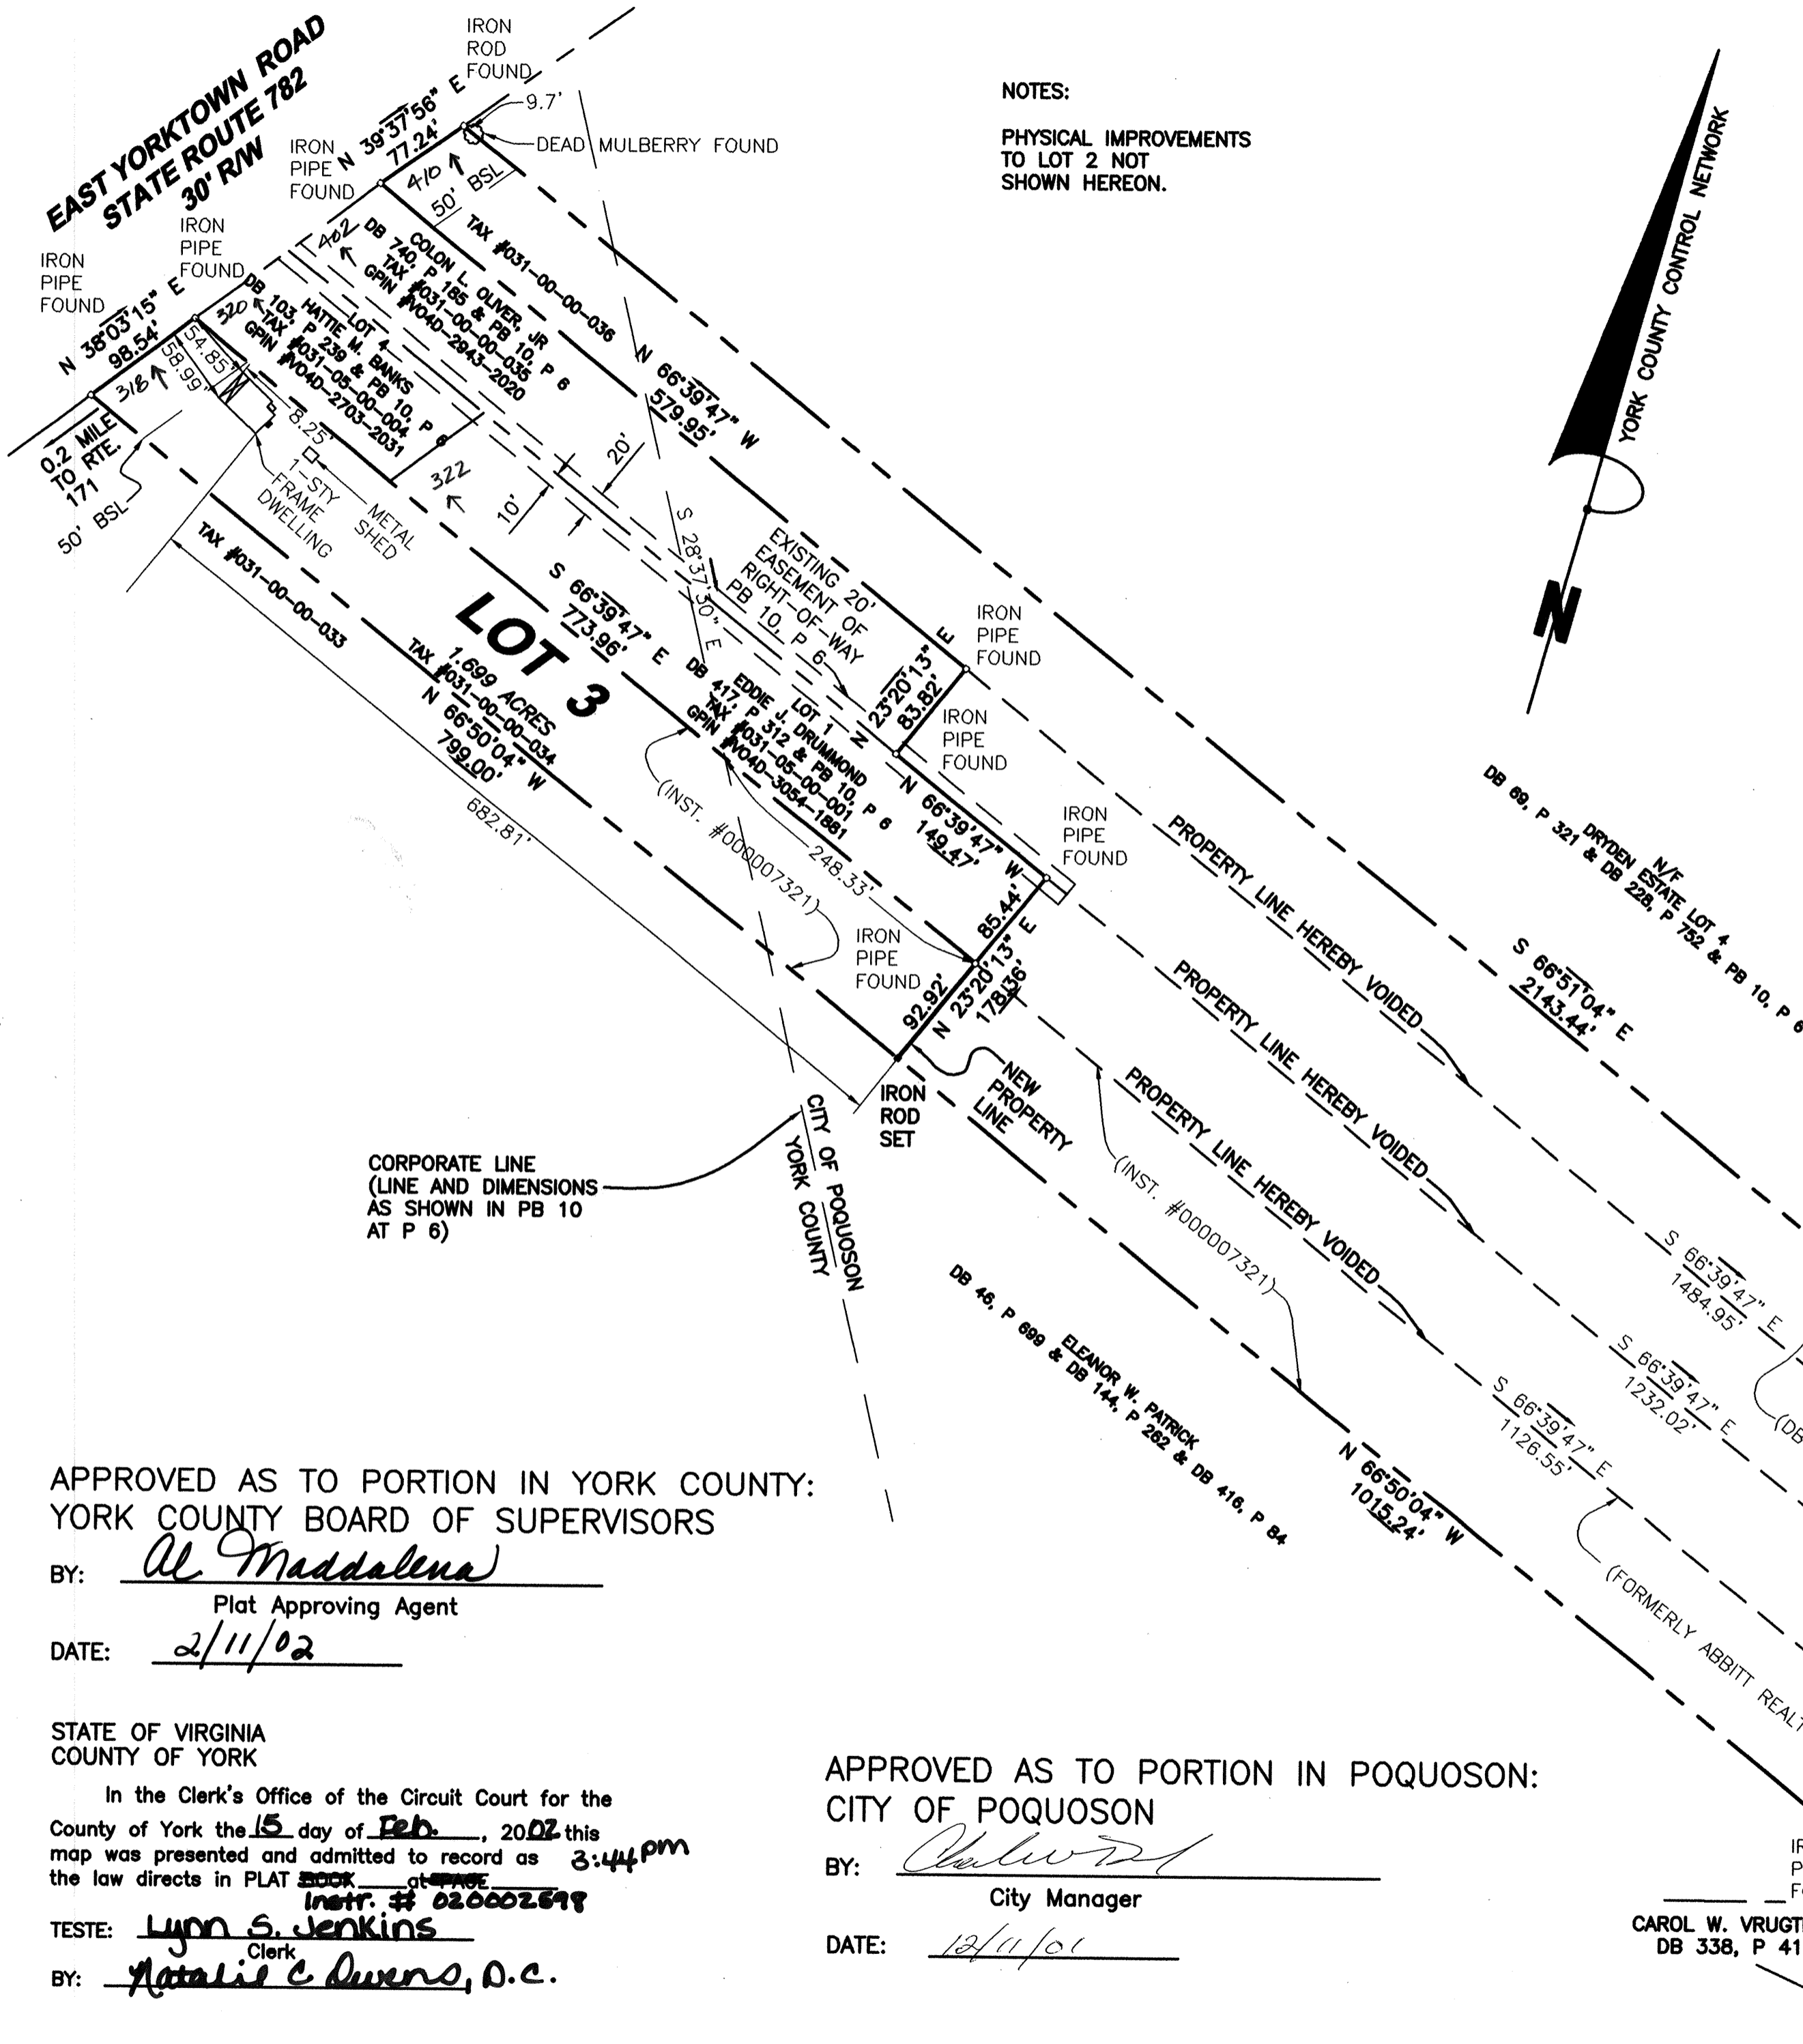 EAST YORKTOWN ROAD
STATE ROUTE 782
30' R/W
IRON
ROD
FOUND
N 39°37'56" E
77.24'
9.7'
DEAD MULBERRY FOUND
IRON
PIPE
FOUND
410
50' BSL
TAX #031-00-00-036
NOTES:
PHYSICAL IMPROVEMENTS
TO LOT 2 NOT
SHOWN HEREON.
YORK COUNTY CONTROL NETWORK
N
IRON
PIPE
FOUND
402
COLON L. OLIVER, JR
DB 740, P 185 & PB 10, P 6
TAX #031-00-00-035
GPIN #V04D-2943-2020
IRON
PIPE
FOUND
N 38°03'15" E
98.54'
320
LOT 4
HATTIE M. BANKS
DB 103, P 239 & PB 10, P 6
TAX #031-05-00-004
GPIN #V04D-2703-2031
54.85'
58.99'
318
8.25'
0.2 MILE
TO RTE.
171
50' BSL
1-STY
FRAME
DWELLING
METAL
SHED
322
10'
20'
N 66°39'47" W
579.95'
S 28°37'30" E
EXISTING 20'
EASEMENT OF
RIGHT-OF-WAY
PB 10, P 6
TAX #031-00-00-033
LOT 3
1.699 ACRES
TAX #031-00-00-034
N 66°50'04" W
799.00'
682.81'
S 66°39'47" E
773.96'
LOT 1
EDDIE J. DRUMMOND
DB 417, P 312 & PB 10, P 6
TAX #031-05-00-001
GPIN #V04D-3054-1881
(INST. #000007321)
248.33'
N 23°20'13" E
83.82'
IRON
PIPE
FOUND
IRON
PIPE
FOUND
N 66°39'47" W
149.47'
IRON
PIPE
FOUND
85.44'
IRON
PIPE
FOUND
92.92'
N 23°20'13" E
178.36'
IRON
ROD
SET
NEW
PROPERTY
LINE
CITY OF POQUOSON
YORK COUNTY
CORPORATE LINE
(LINE AND DIMENSIONS
AS SHOWN IN PB 10
AT P 6)
PROPERTY LINE HEREBY VOIDED
PROPERTY LINE HEREBY VOIDED
PROPERTY LINE HEREBY VOIDED
(INST. #000007321)
N/F
DRYDEN ESTATE LOT 4
DB 69, P 321 & DB 228, P 752 & PB 10, P 6
S 66°51'04" E
2143.44'
S 66°39'47" E
1484.95'
S 66°39'47" E
1232.02'
S 66°39'47" E
1126.55'
(DB
N 66°50'04" W
1015.24'
(FORMERLY ABBITT REALT
ELEANOR W. PATRICK
DB 46, P 699 & DB 144, P 262 & DB 416, P 84
APPROVED AS TO PORTION IN YORK COUNTY:
YORK COUNTY BOARD OF SUPERVISORS
BY: Al Maddalena
Plat Approving Agent
DATE: 2/11/02
STATE OF VIRGINIA
COUNTY OF YORK
In the Clerk's Office of the Circuit Court for the
County of York the 15 day of Feb. , 2002 this
map was presented and admitted to record as 3:44 pm
the law directs in PLAT BOOK at PAGE
Instr. # 020002698
TESTE: Lynn S. Jenkins
Clerk
BY: Natalie C Owens, D.C.
APPROVED AS TO PORTION IN POQUOSON:
CITY OF POQUOSON
BY:
City Manager
DATE: 12/11/01
CAROL W. VRUGT
DB 338, P 41